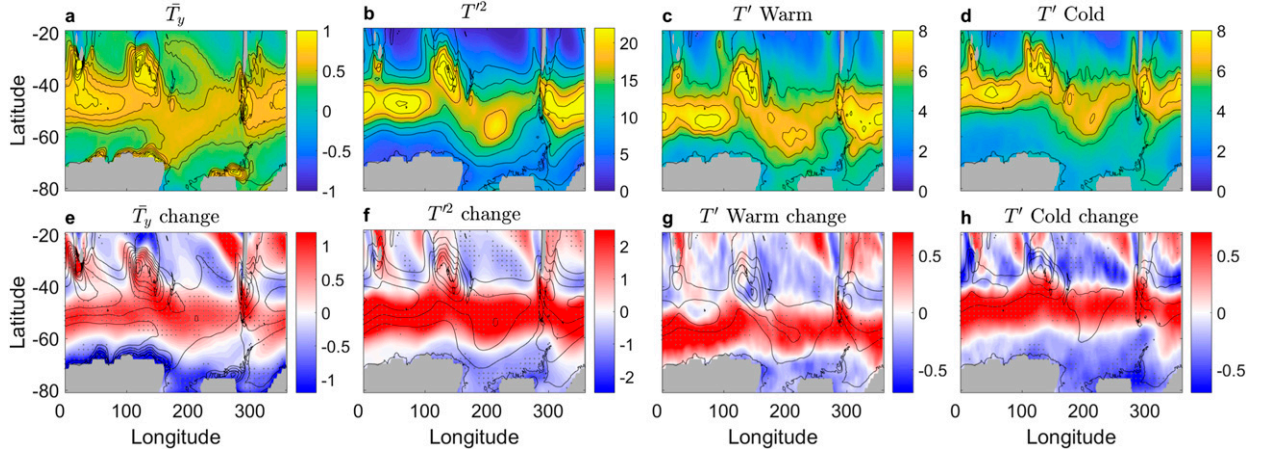 a T̄y b T′2 c T′ Warm d T′ Cold
-20 1 20 8 8
-40 0.5 15 6 6
Latitude
0 10 4 4
-60 -0.5 5 2 2
-80 -1 0 0 0
e T̄y change f T′2 change g T′ Warm change h T′ Cold change
-20 1 2 0.5 0.5
-40 0.5 1
Latitude
0 0 0 0
-60 -0.5 -1
-80 -1 -2 -0.5 -0.5
0 100 200 300 0 100 200 300 0 100 200 300 0 100 200 300
Longitude Longitude Longitude Longitude